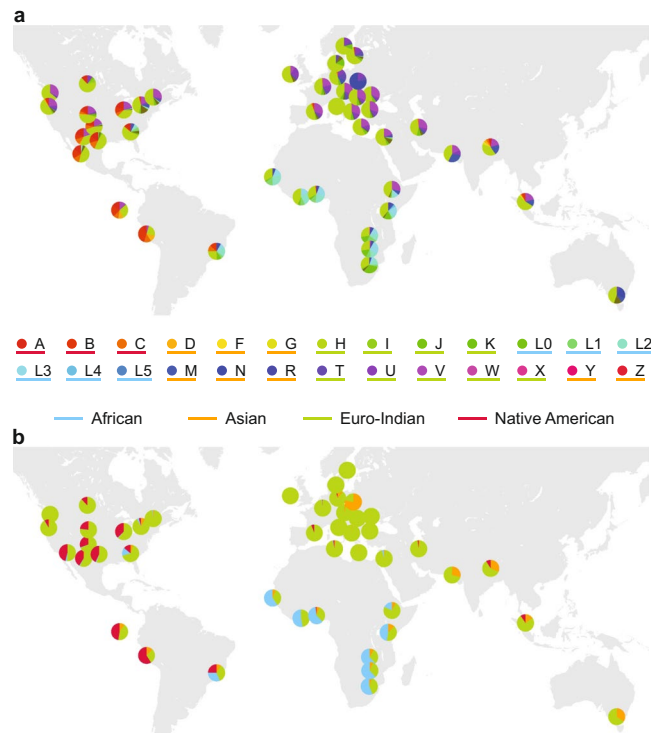 a
A B C D F G H I J K L0 L1 L2
L3 L4 L5 M N R T U V W X Y Z
African Asian Euro-Indian Native American
b